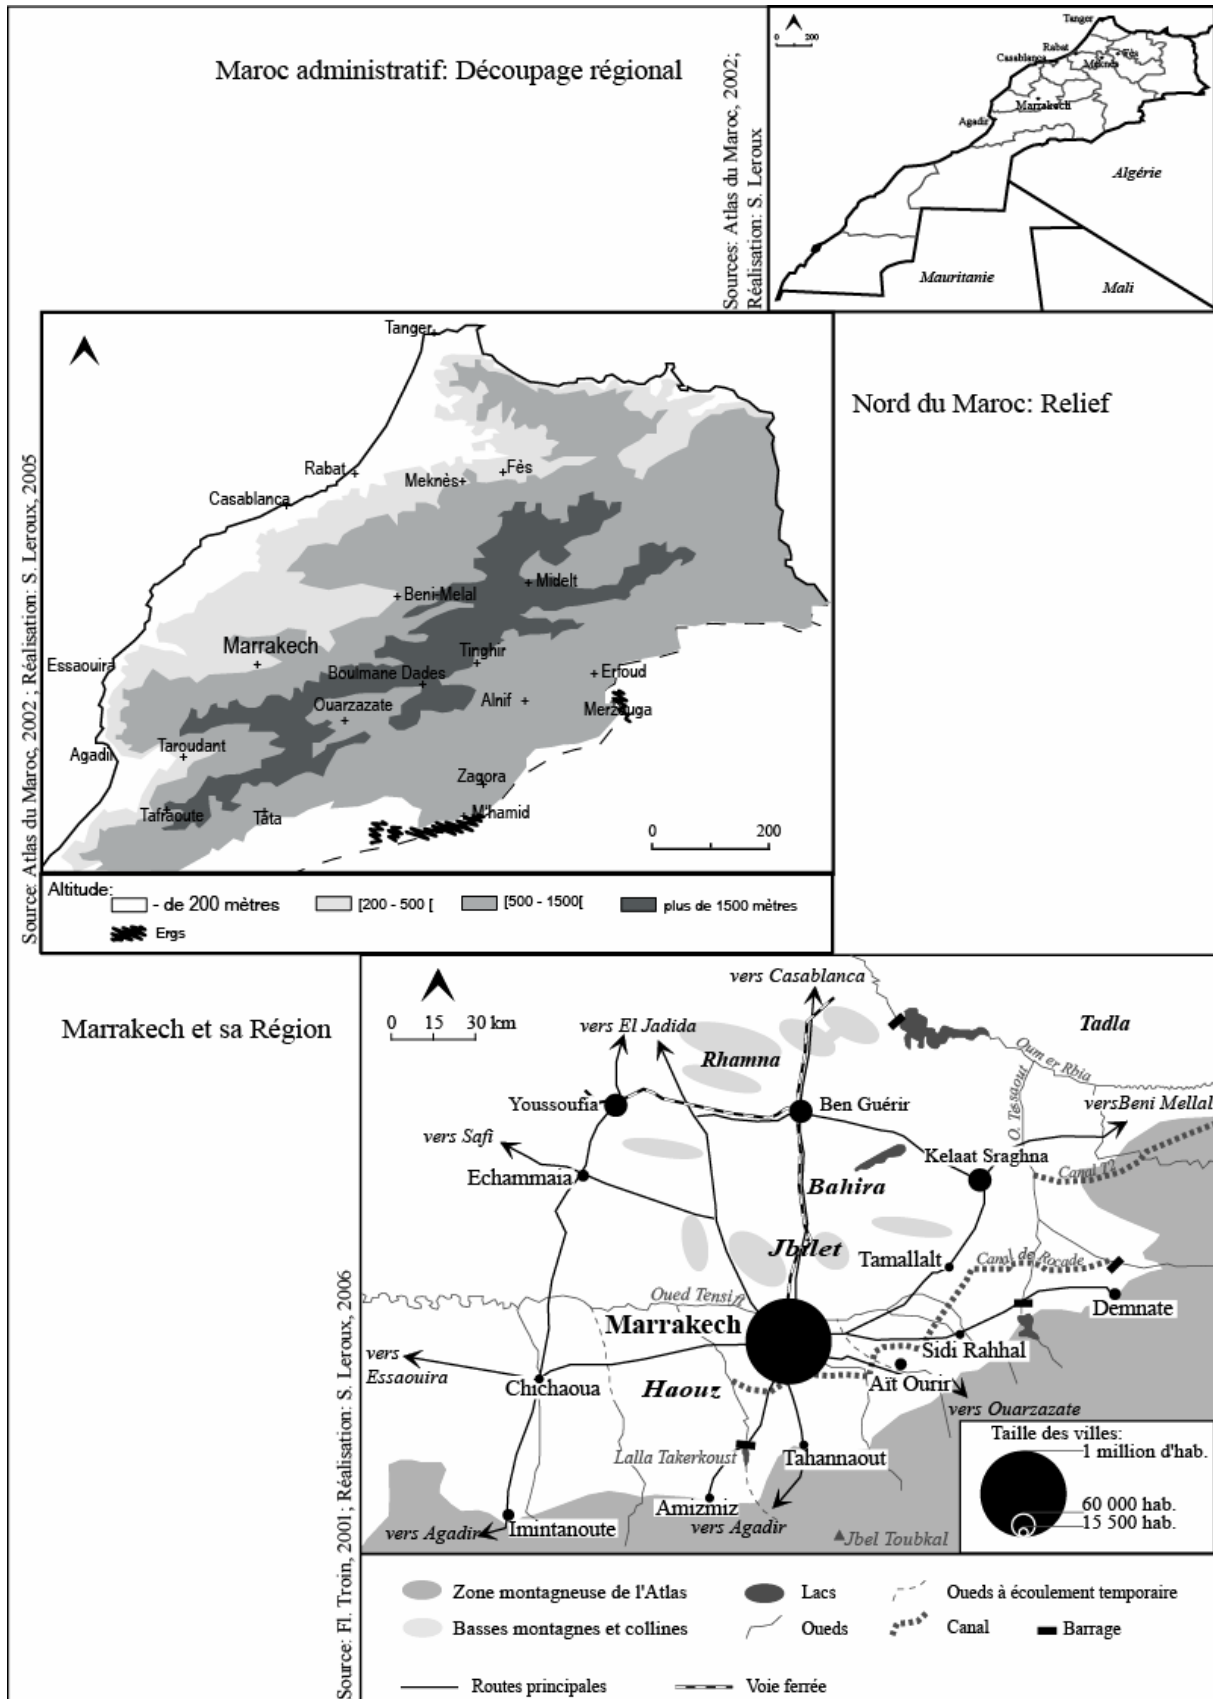 Maroc administratif: Découpage régional
Sources: Atlas du Maroc, 2002;
Réalisation: S. Leroux
0 200
Tanger
Rabat
Fès
Casablanca
Meknès
Marrakech
Agadir
Algérie
Mauritanie
Mali
Nord du Maroc: Relief
Source: Atlas du Maroc, 2002 ; Réalisation: S. Leroux, 2005
Tanger
Rabat
Fès
Meknès
Casablanca
Midelt
Beni-Melal
Marrakech
Tinghir
Essaouira
Boulmane Dades
Erfoud
Ouarzazate
Alnif
Merzouga
Taroudant
Agadir
Zagora
Tafraoute
Tata
M'hamid
0 200
Altitude:
- de 200 mètres
[200 - 500 [
[500 - 1500[
plus de 1500 mètres
Ergs
Marrakech et sa Région
Source: Fl. Troin, 2001 ; Réalisation: S. Leroux, 2006
0 15 30 km
vers Casablanca
vers El Jadida
Tadla
Rhamna
Oum er Rbia
Youssoufia
Ben Guérir
O. Tessaout
vers Beni Mellal
vers Safi
Kelaat Sraghna
Echammaia
Canal T2
Bahira
Jbilet
Tamallalt
Canal de Rocade
Oued Tensift
Demnate
Marrakech
Sidi Rahhal
vers
Essaouira
Chichaoua
Haouz
Aït Ourir
vers Ouarzazate
Lalla Takerkoust
Tahannaout
Amizmiz
vers Agadir
Imintanoute
vers Agadir
Jbel Toubkal
Taille des villes:
1 million d'hab.
60 000 hab.
15 500 hab.
Zone montagneuse de l'Atlas
Lacs
Oueds à écoulement temporaire
Basses montagnes et collines
Oueds
Canal
Barrage
Routes principales
Voie ferrée